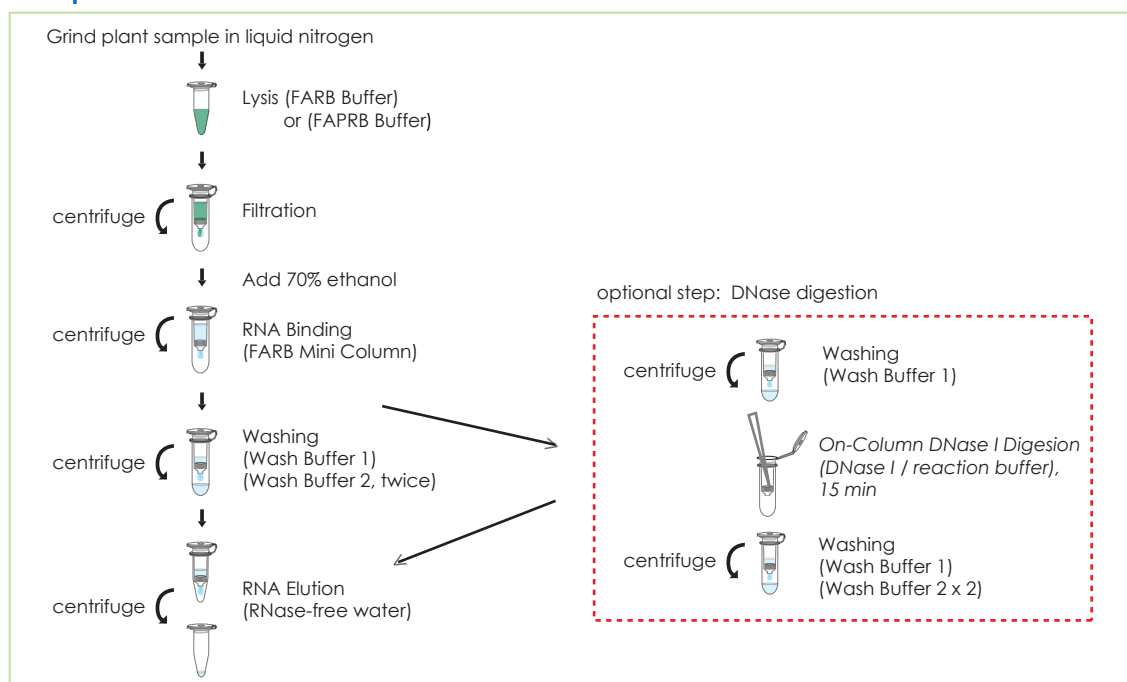 Grind plant sample in liquid nitrogen
Lysis (FARB Buffer)
or (FAPRB Buffer)
centrifuge
Filtration
Add 70% ethanol
centrifuge
RNA Binding
(FARB Mini Column)
centrifuge
Washing
(Wash Buffer 1)
(Wash Buffer 2, twice)
centrifuge
RNA Elution
(RNase-free water)
optional step: DNase digestion
centrifuge
Washing
(Wash Buffer 1)
On-Column DNase I Digesion
(DNase I / reaction buffer),
15 min
centrifuge
Washing
(Wash Buffer 1)
(Wash Buffer 2 x 2)